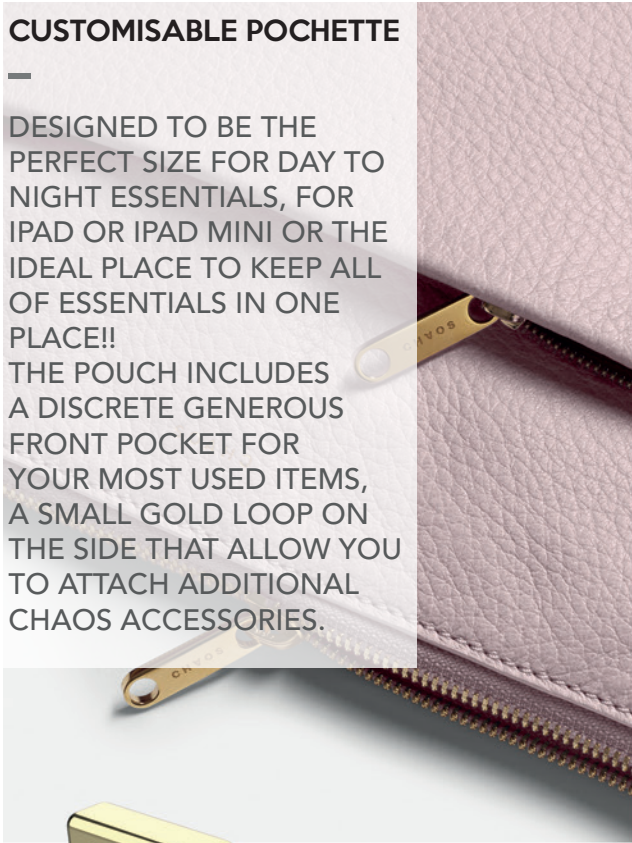 CUSTOMISABLE POCHETTE
DESIGNED TO BE THE
PERFECT SIZE FOR DAY TO
NIGHT ESSENTIALS, FOR
IPAD OR IPAD MINI OR THE
IDEAL PLACE TO KEEP ALL
OF ESSENTIALS IN ONE
PLACE!!
THE POUCH INCLUDES
A DISCRETE GENEROUS
FRONT POCKET FOR
YOUR MOST USED ITEMS,
A SMALL GOLD LOOP ON
THE SIDE THAT ALLOW YOU
TO ATTACH ADDITIONAL
CHAOS ACCESSORIES.
CHAOS
CHAOS